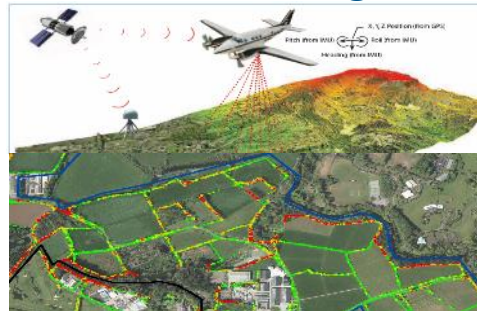 X, Y, Z Position (from GPS)
Pitch (from IMU) Roll (from IMU)
Heading (from IMU)